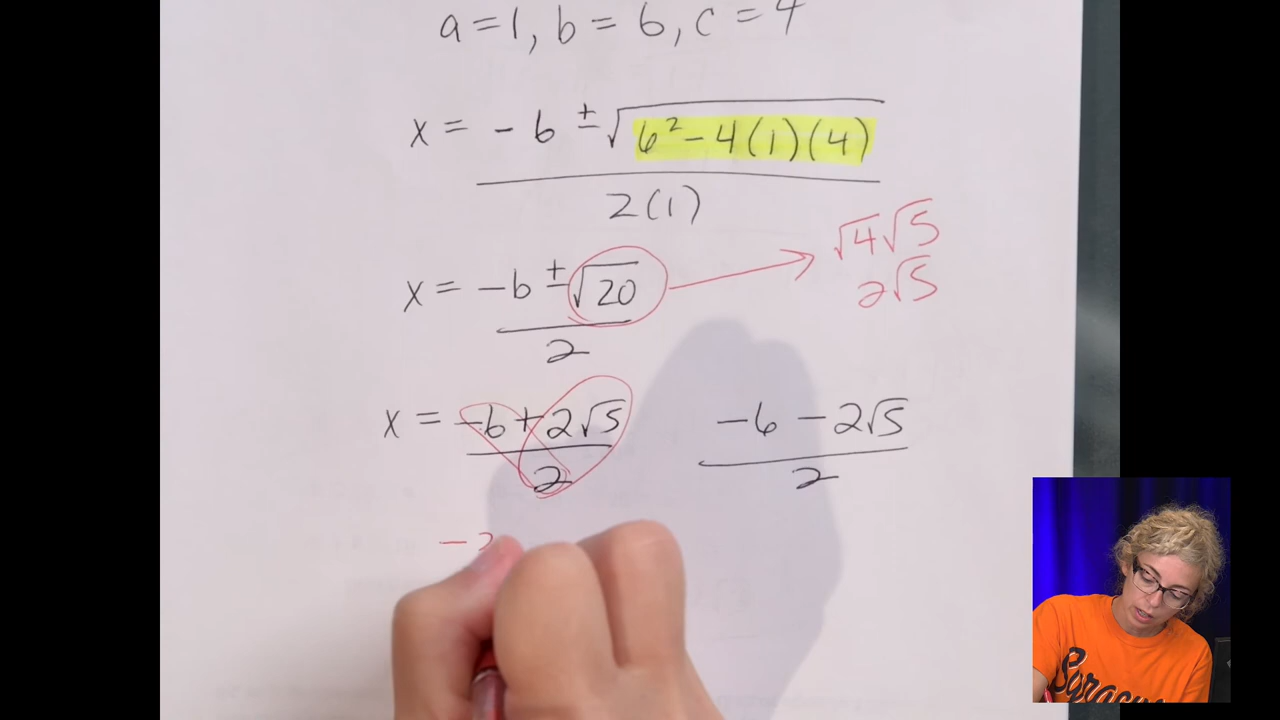 a = 1, b = 6, c = 4
x = -6 ± √6² - 4(1)(4)
2(1)
√4√5
2√5
x = -6 ± √20
2
x = -6 + 2√5
2
-6 - 2√5
2
-